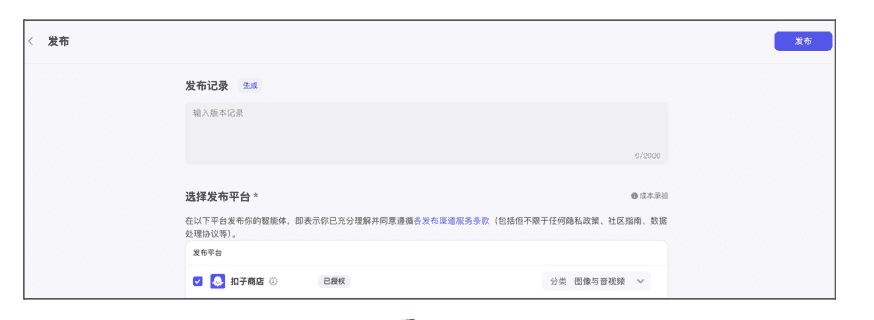 发布
发布
发布记录 生成
输入版本记录
0/2000
选择发布平台 *
成本承担
在以下平台发布你的智能体，即表示你已充分理解并同意遵循各发布渠道服务条款（包括但不限于任何隐私政策、社区指南、数据
处理协议等）。
发布平台
扣子商店 已授权 分类 图像与音视频